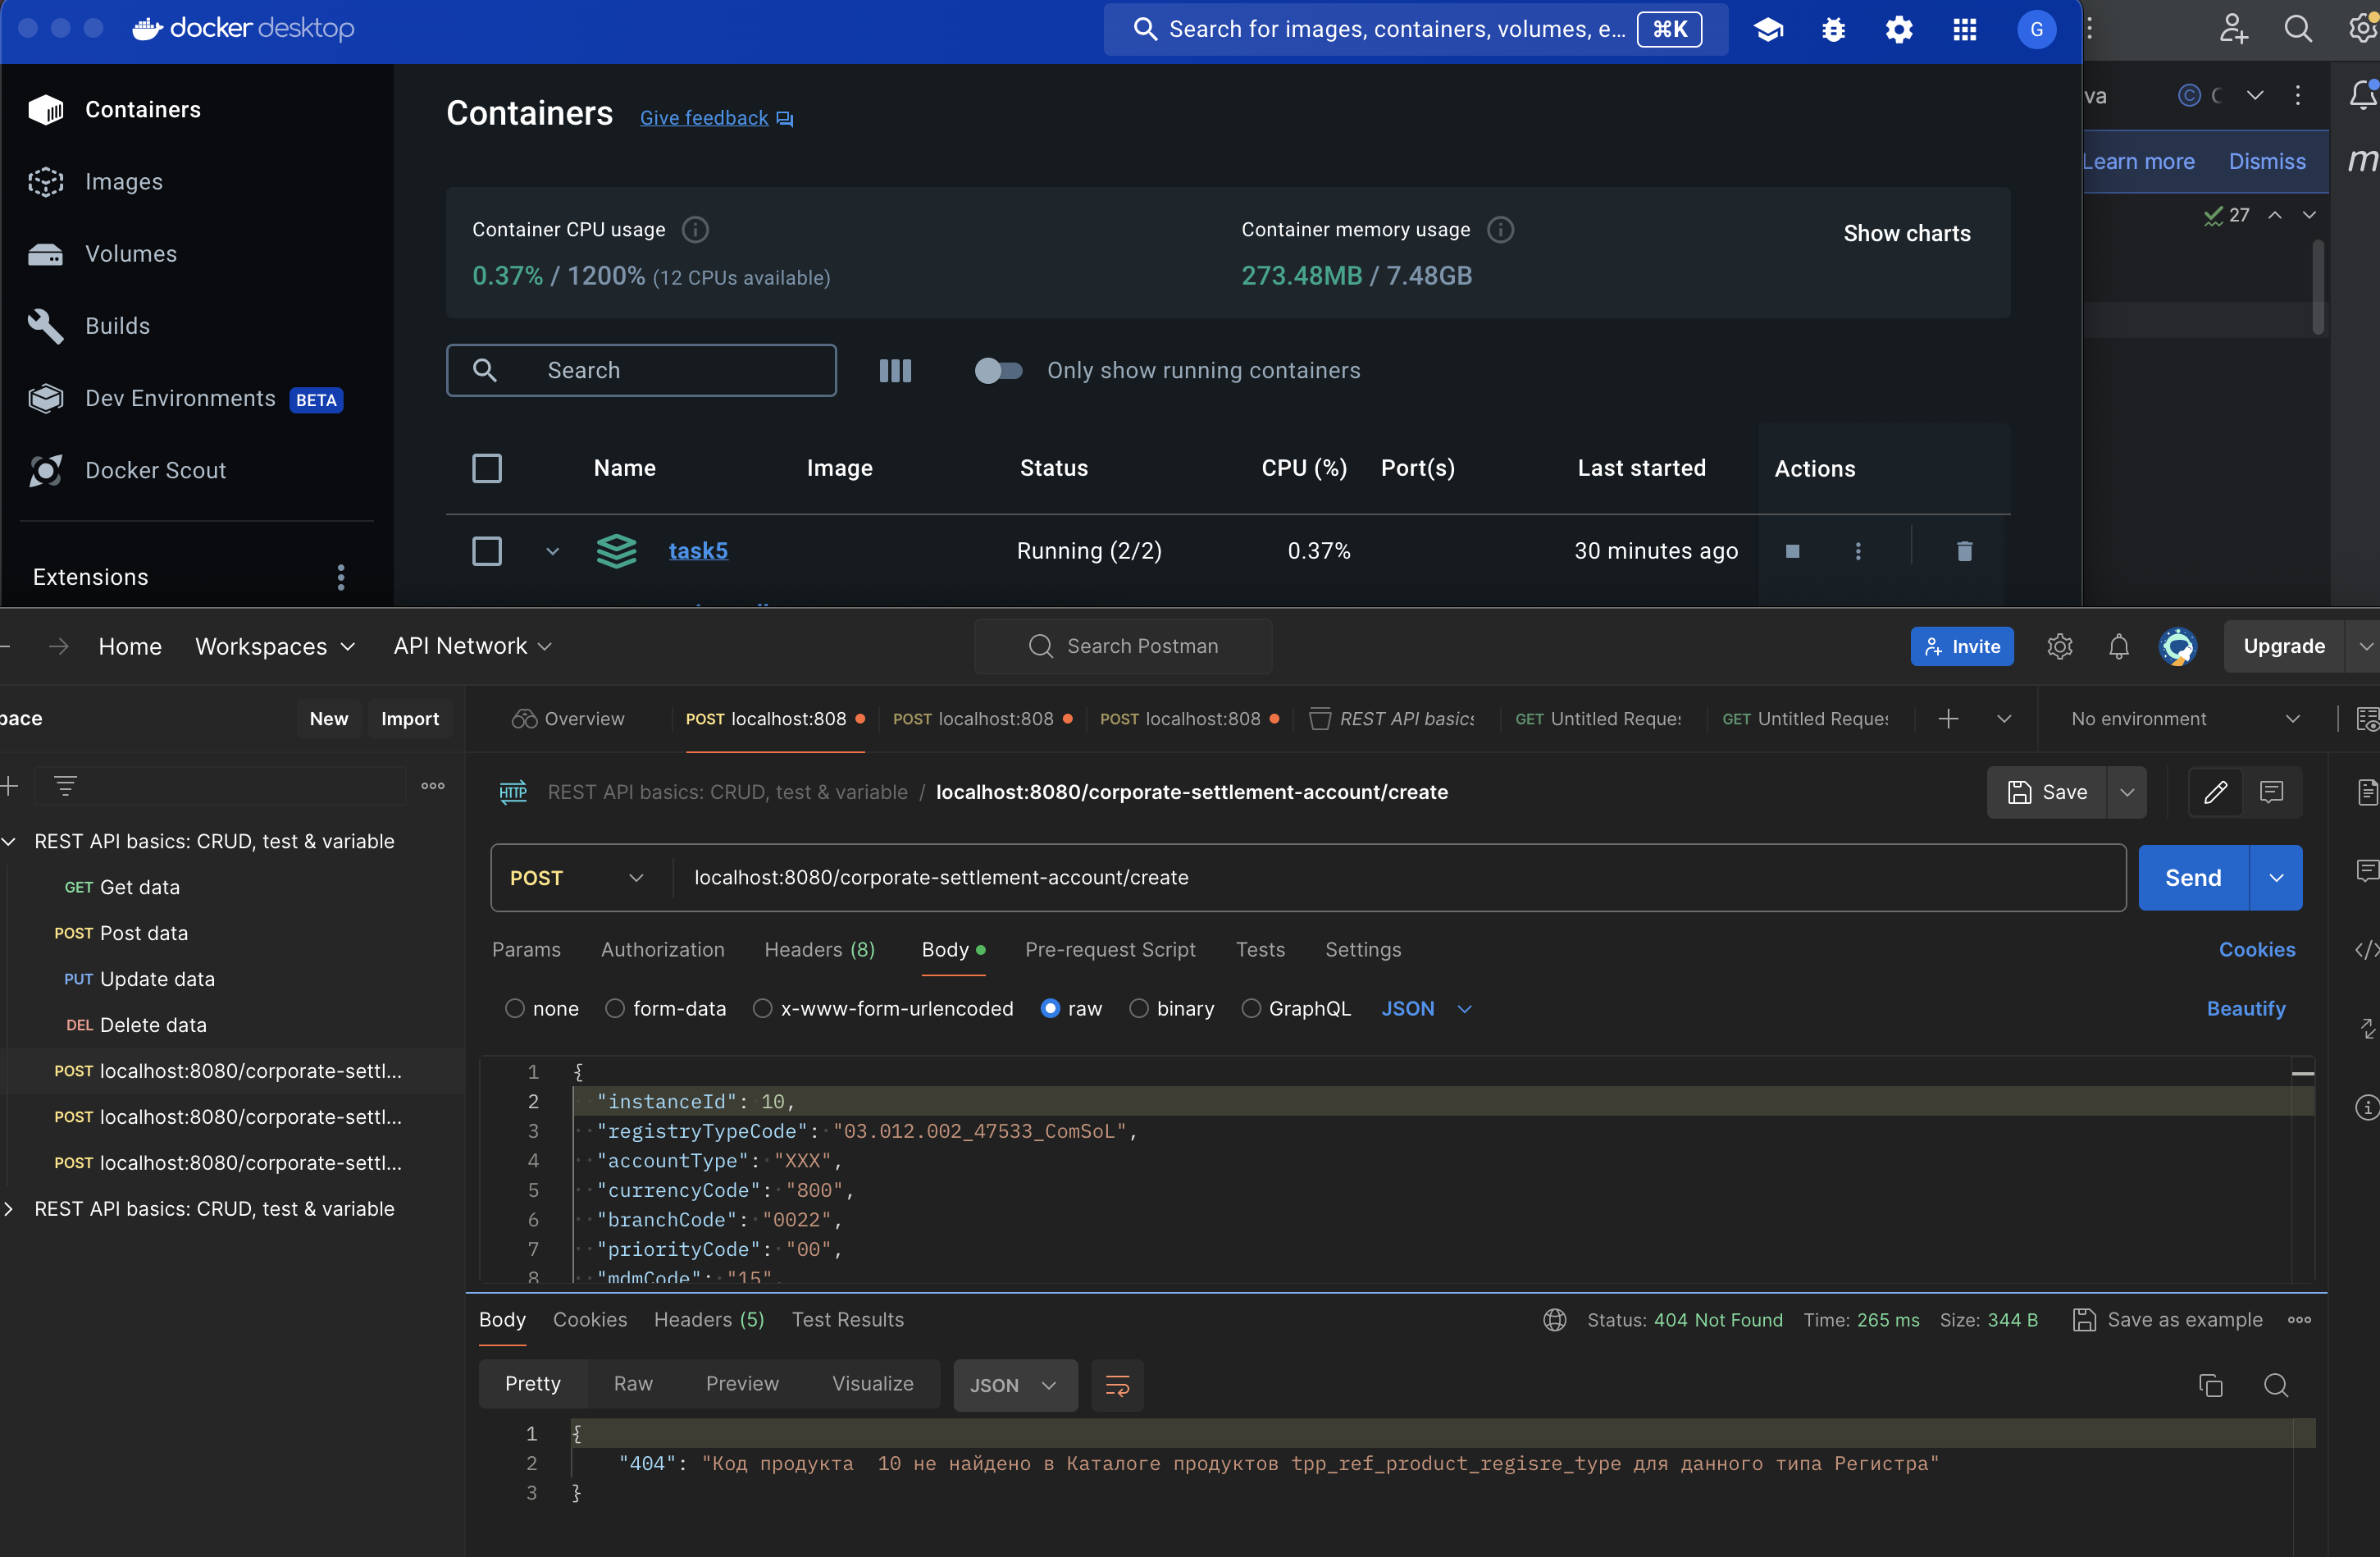 docker desktop
Search for images, containers, volumes, e... ⌘K
G
Containers
Images
Volumes
Builds
Dev Environments BETA
Docker Scout
Extensions
Containers Give feedback
Container CPU usage
0.37% / 1200% (12 CPUs available)
Container memory usage
273.48MB / 7.48GB
Show charts
Search
Only show running containers
Name Image Status CPU (%) Port(s) Last started Actions
task5 Running (2/2) 0.37% 30 minutes ago
va
Learn more Dismiss
27
m
Home Workspaces API Network
Search Postman
Invite Upgrade
pace New Import
Overview POST localhost:808 POST localhost:808 POST localhost:808 REST API basics GET Untitled Reques GET Untitled Reques No environment
REST API basics: CRUD, test & variable
GET Get data
POST Post data
PUT Update data
DEL Delete data
POST localhost:8080/corporate-settl...
POST localhost:8080/corporate-settl...
POST localhost:8080/corporate-settl...
REST API basics: CRUD, test & variable
HTTP REST API basics: CRUD, test & variable / localhost:8080/corporate-settlement-account/create
Save
POST localhost:8080/corporate-settlement-account/create
Send
Params Authorization Headers (8) Body Pre-request Script Tests Settings Cookies
none form-data x-www-form-urlencoded raw binary GraphQL JSON Beautify
1 {
2 "instanceId": 10,
3 "registryTypeCode": "03.012.002_47533_ComSoL",
4 "accountType": "XXX",
5 "currencyCode": "800",
6 "branchCode": "0022",
7 "priorityCode": "00",
8 "mdmCode": "15",
Body Cookies Headers (5) Test Results
Status: 404 Not Found Time: 265 ms Size: 344 B Save as example
Pretty Raw Preview Visualize JSON
1 {
2 "404": "Код продукта  10 не найдено в Каталоге продуктов tpp_ref_product_regisre_type для данного типа Регистра"
3 }